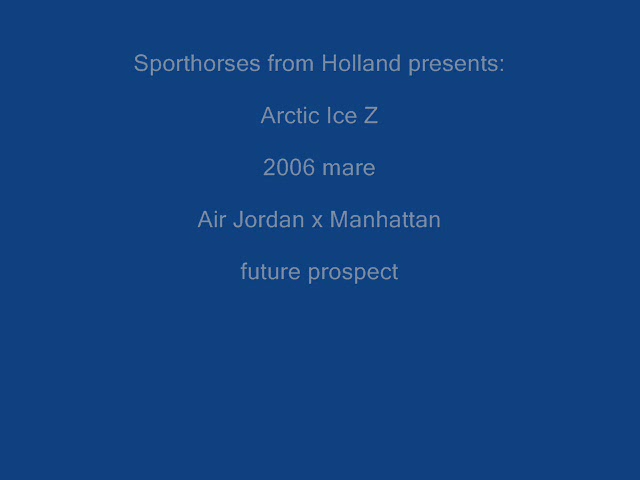 Sporthorses from Holland presents:
Arctic Ice Z
2006 mare
Air Jordan x Manhattan
future prospect